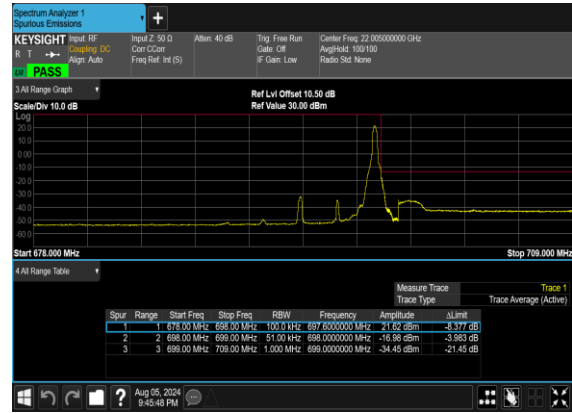 Spectrum Analyzer 1
Spurious Emissions
+
KEYSIGHT Input: RF Input Z: 50 Ω Atten: 40 dB Trig: Free Run Center Freq: 22.005000000 GHz
R T Coupling: DC Corr CCorr Gate: Off Avg|Hold: 100/100
Align: Auto Freq Ref: Int (S) IF Gain: Low Radio Std: None
PASS
3 All Range Graph
Ref Lvl Offset 10.50 dB
Scale/Div 10.0 dB Ref Value 30.00 dBm
Log
20.0
10.0
0.00
-10.0
-20.0
-30.0
-40.0
-50.0
-60.0
Start 678.000 MHz Stop 709.000 MHz
4 All Range Table
Measure Trace Trace 1
Trace Type Trace Average (Active)
Spur Range Start Freq Stop Freq RBW Frequency Amplitude ΔLimit
1 1 678.00 MHz 698.00 MHz 100.0 kHz 697.6000000 MHz 21.62 dBm -8.377 dB
2 2 698.00 MHz 699.00 MHz 51.00 kHz 698.0000000 MHz -16.98 dBm -3.983 dB
3 3 699.00 MHz 709.00 MHz 1.000 MHz 699.0000000 MHz -34.45 dBm -21.45 dB
? Aug 05, 2024
9:45:48 PM